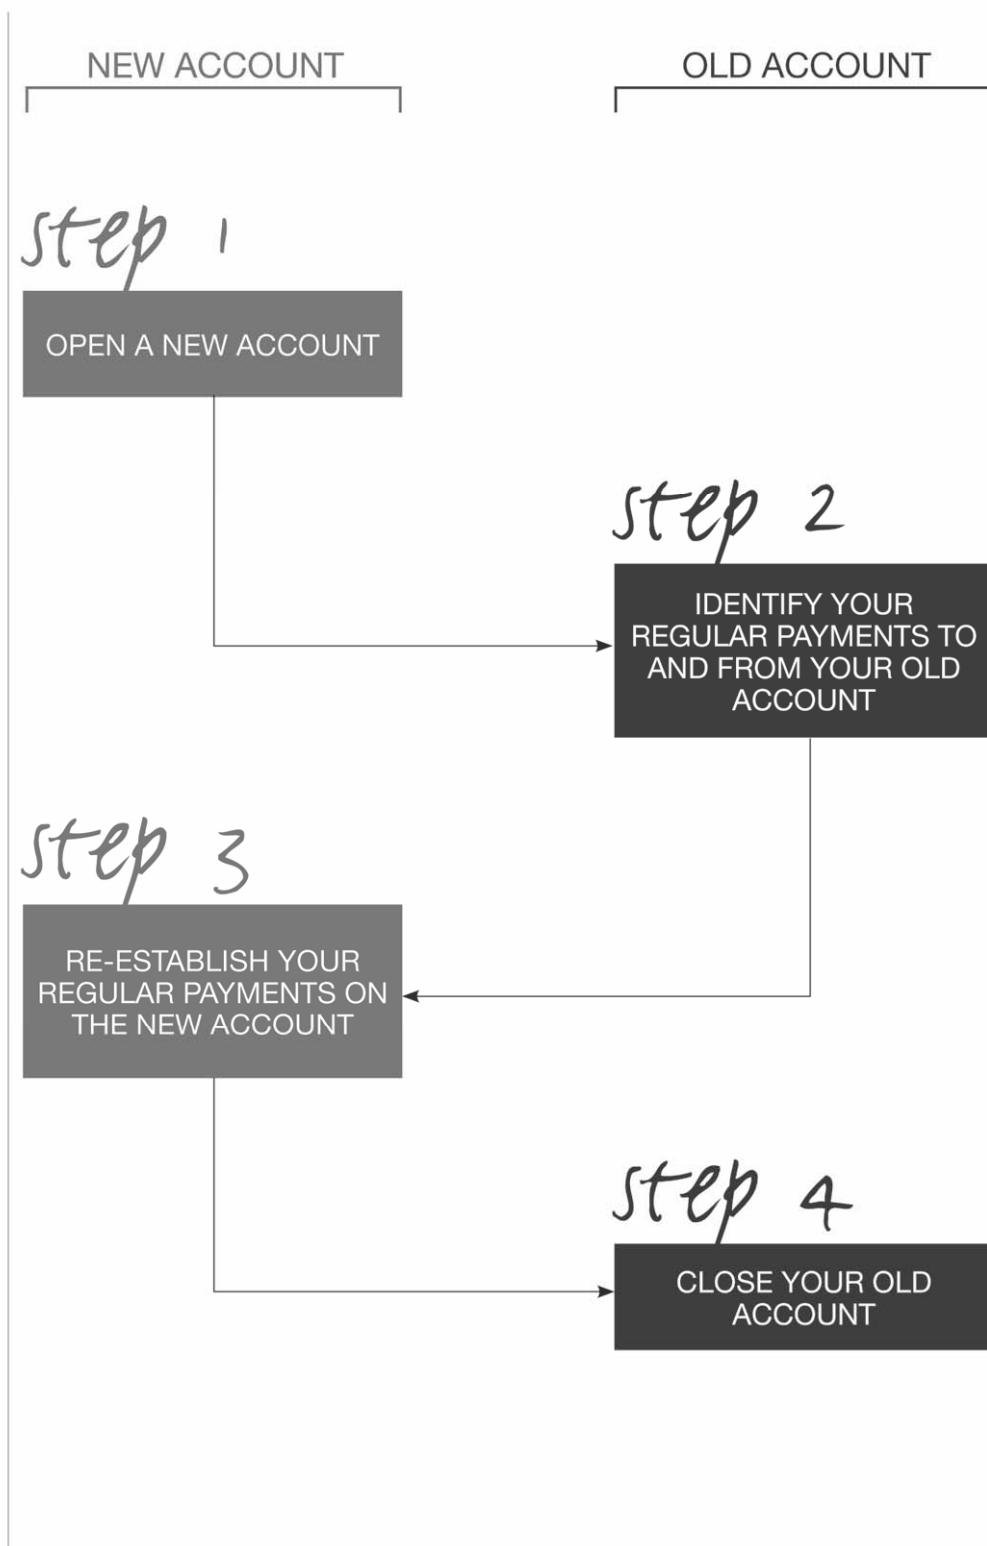 NEW ACCOUNT
OLD ACCOUNT
step 1
OPEN A NEW ACCOUNT
step 2
IDENTIFY YOUR
REGULAR PAYMENTS TO
AND FROM YOUR OLD
ACCOUNT
step 3
RE-ESTABLISH YOUR
REGULAR PAYMENTS ON
THE NEW ACCOUNT
step 4
CLOSE YOUR OLD
ACCOUNT